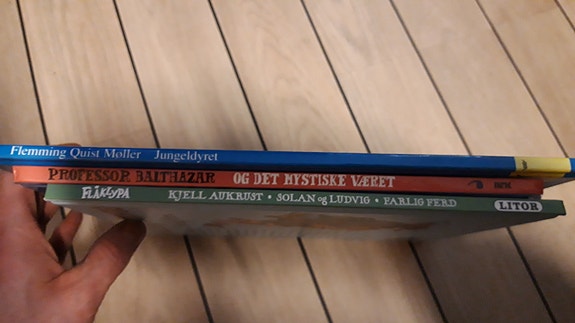 Flemming Quist Møller Jungeldyret
PROFESSOR BALTHAZAR OG DET MYSTISKE VÆRET
FLÅKLYPA KJELL AUKRUST • SOLAN og LUDVIG • FARLIG FERD LITOR